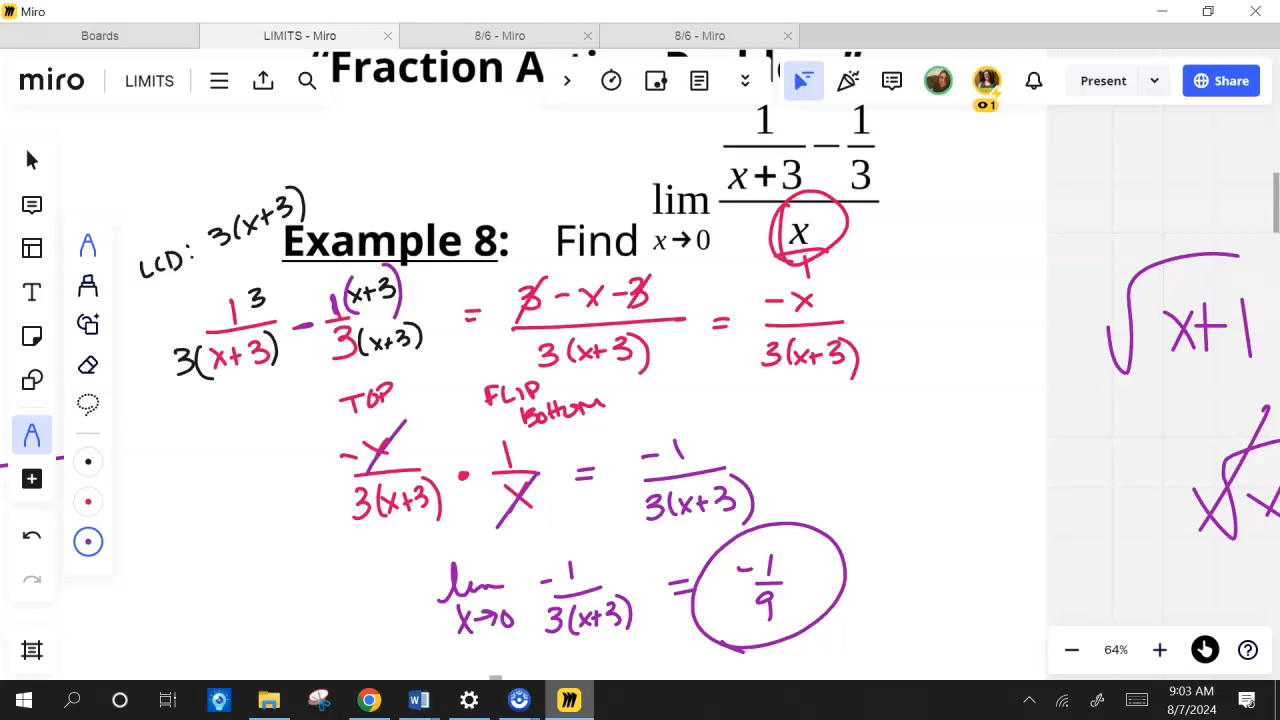 Miro
Boards
LIMITS - Miro
8/6 - Miro
8/6 - Miro
miro
LIMITS
1
Present
Share
"Fraction
Example 8: Find lim x→0 (1/(x+3) − 1/3)/x
LCD: 3(x+3)
1 3/3(x+3) - 1(x+3)/3(x+3) = 3 - x - 3/3(x+3) = -x/3(x+3)
TOP
FLIP
Bottom
-x/3(x+3) • 1/x = -1/3(x+3)
lim x→0 -1/3(x+3) = -1/9
√x+1
√x
64%
9:03 AM
8/7/2024